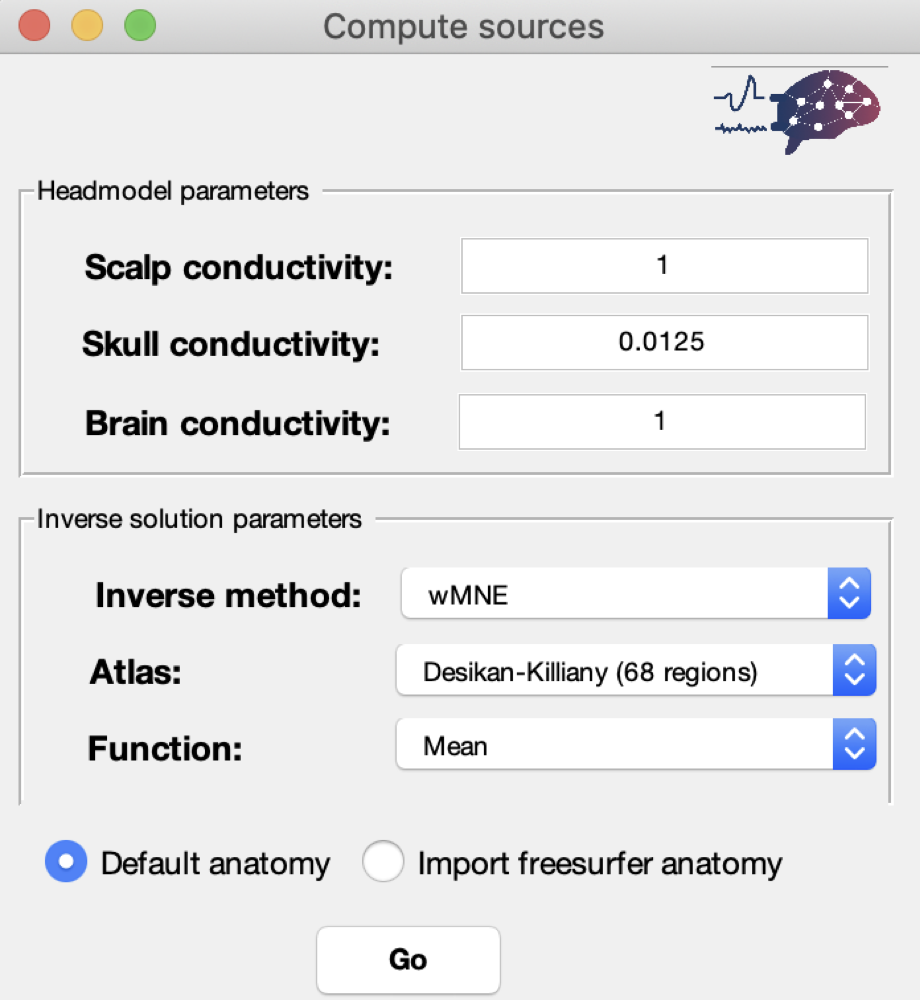 Compute sources
Headmodel parameters
Scalp conductivity: 1
Skull conductivity: 0.0125
Brain conductivity: 1
Inverse solution parameters
Inverse method: wMNE
Atlas: Desikan-Killiany (68 regions)
Function: Mean
Default anatomy Import freesurfer anatomy
Go